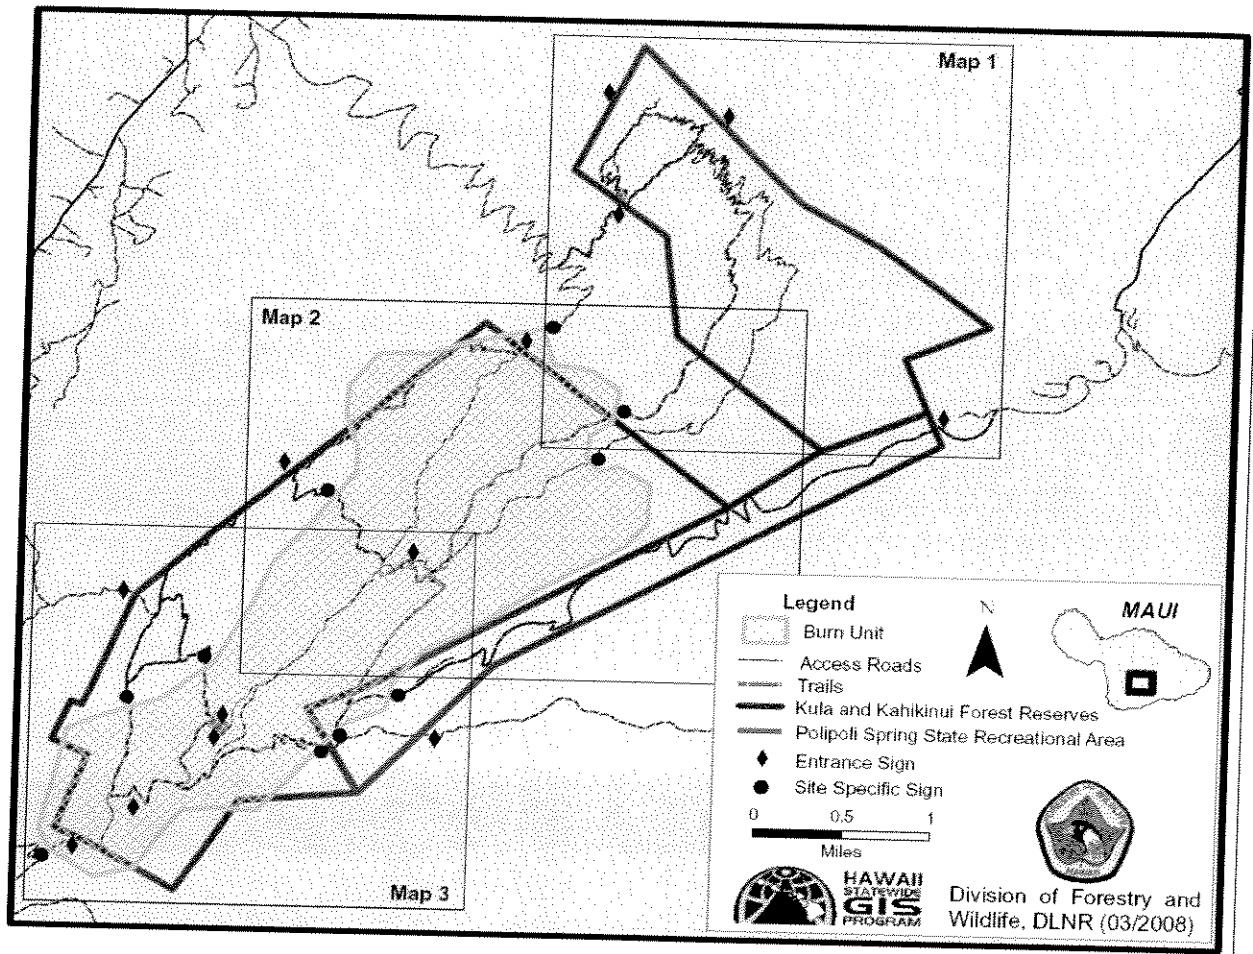 Map 1
Map 2
Map 3
Legend
Burn Unit
Access Roads
Trails
Kula and Kahikinui Forest Reserves
Polipoli Spring State Recreational Area
Entrance Sign
Site Specific Sign
0 0.5 1
Miles
N
MAUI
HAWAII
STATEWIDE
GIS
PROGRAM
Division of Forestry and
Wildlife, DLNR (03/2008)